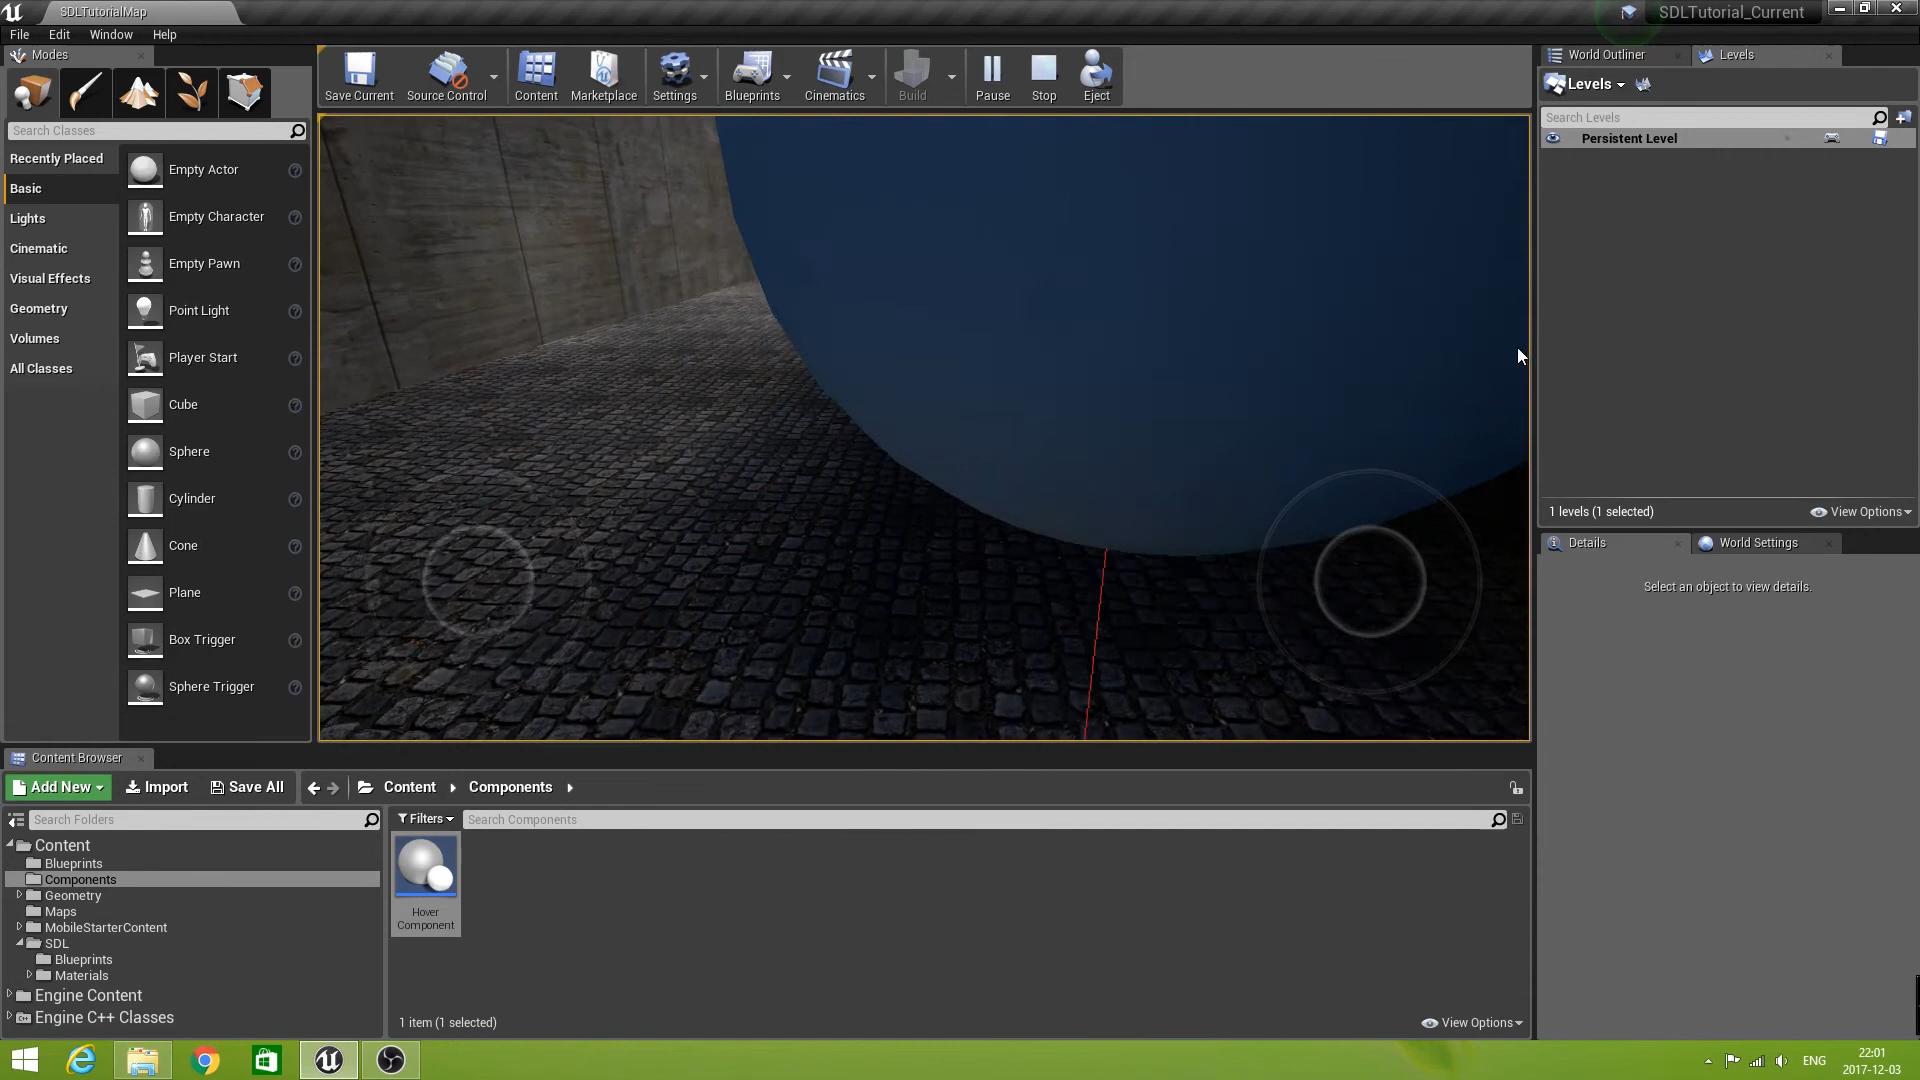 SDLTutorialMap
SDLTutorial_Current
File Edit Window Help
Modes
Save Current Source Control Content Marketplace Settings Blueprints Cinematics Build Pause Stop Eject
World Outliner Levels
Levels
Search Levels
Persistent Level
Search Classes
Recently Placed
Basic
Lights
Cinematic
Visual Effects
Geometry
Volumes
All Classes
Empty Actor
Empty Character
Empty Pawn
Point Light
Player Start
Cube
Sphere
Cylinder
Cone
Plane
Box Trigger
Sphere Trigger
1 levels (1 selected) View Options
Details World Settings
Select an object to view details.
Content Browser
Add New Import Save All Content Components
Search Folders
Filters Search Components
Content
Blueprints
Components
Geometry
Maps
MobileStarterContent
SDL
Blueprints
Materials
Engine Content
Engine C++ Classes
Hover
Component
1 item (1 selected) View Options
ENG
22:01
2017-12-03